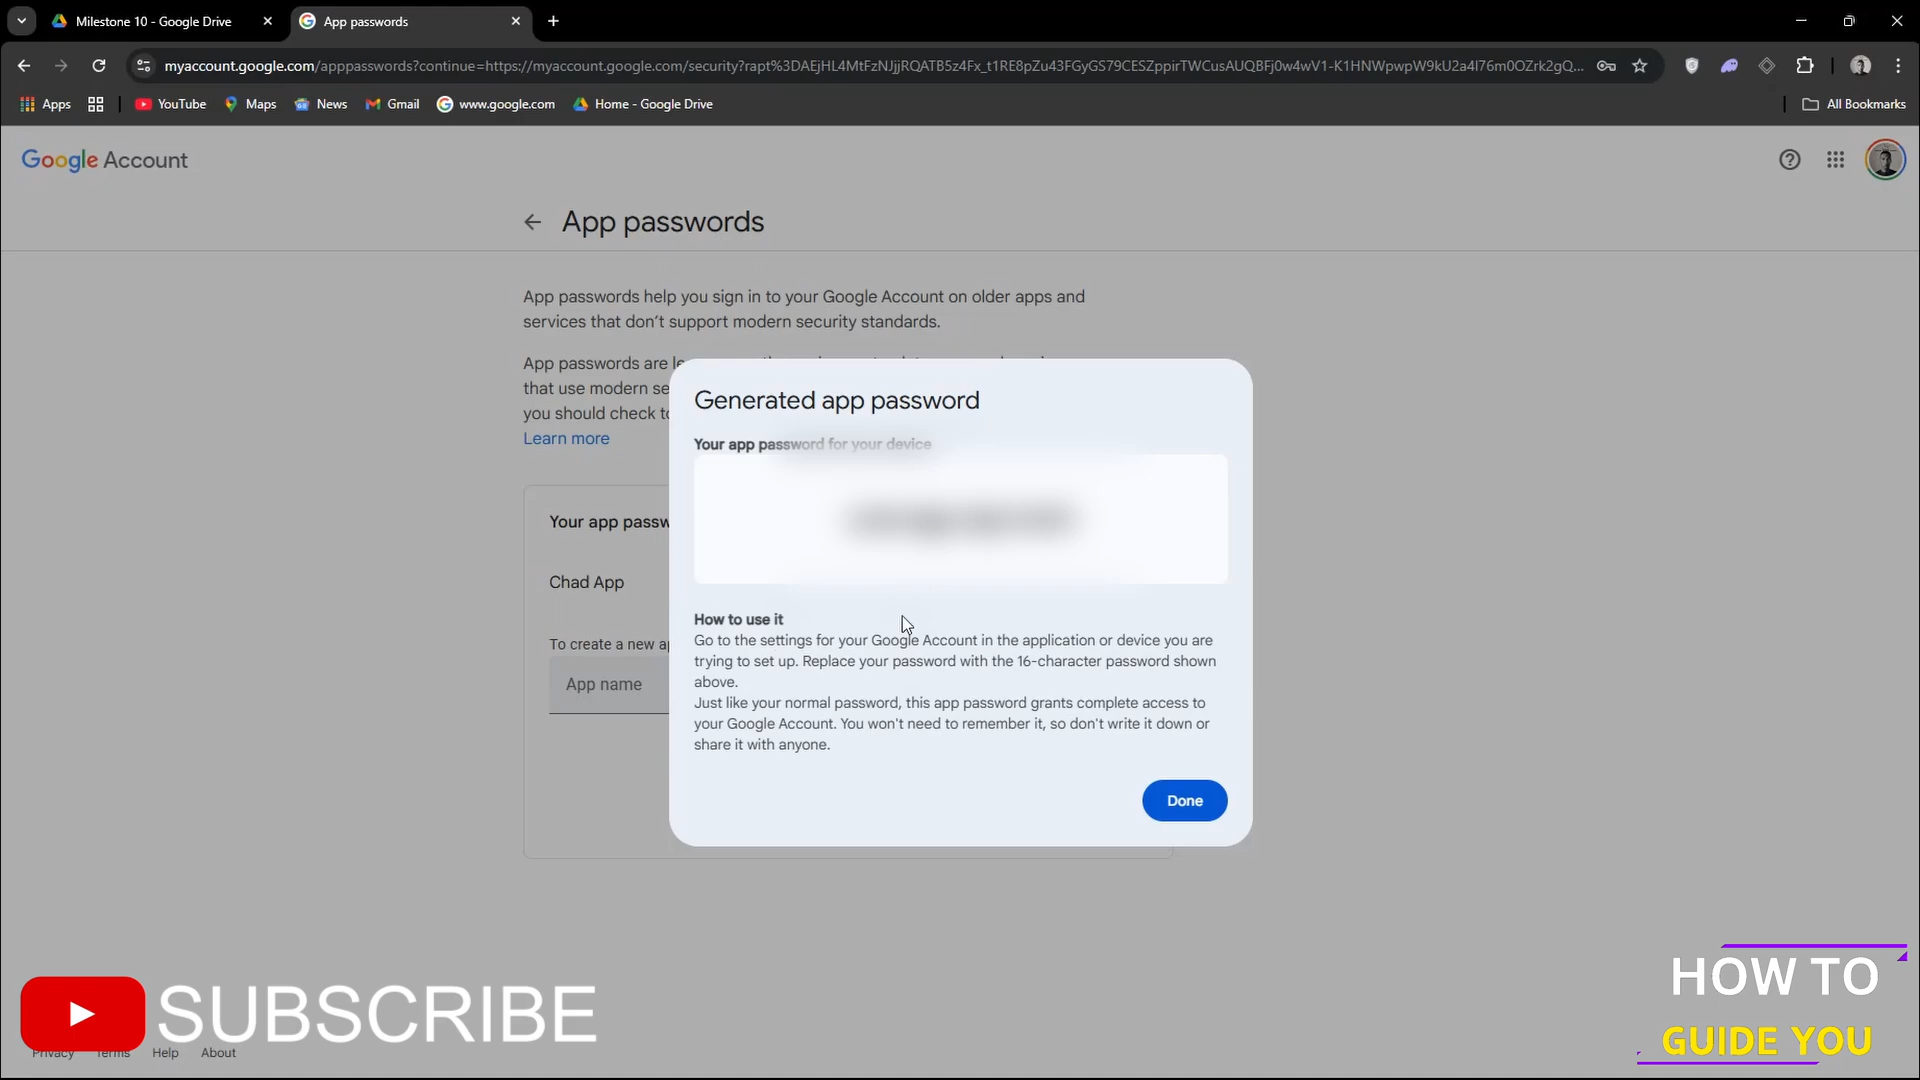 Milestone 10 - Google Drive
App passwords
myaccount.google.com/apppasswords?continue=https://myaccount.google.com/security?rapt%3DAEjHL4MtFzNJjjRQATB5z4Fx_t1RE8pZu43FGyGS79CESZppirTWCusAUQBFj0w4wV1-K1HNWpwpW9kU2a4l76m0OZrk2gQ...
Apps
YouTube
Maps
News
Gmail
www.google.com
Home - Google Drive
All Bookmarks
Google Account
App passwords
App passwords help you sign in to your Google Account on older apps and
services that don't support modern security standards.
App passwords are le
that use modern se
you should check to
Learn more
Your app passw
Chad App
To create a new ap
App name
Generated app password
Your app password for your device
How to use it
Go to the settings for your Google Account in the application or device you are
trying to set up. Replace your password with the 16-character password shown
above.
Just like your normal password, this app password grants complete access to
your Google Account. You won't need to remember it, so don't write it down or
share it with anyone.
Done
SUBSCRIBE
HOW TO
GUIDE YOU
Privacy
Terms
Help
About